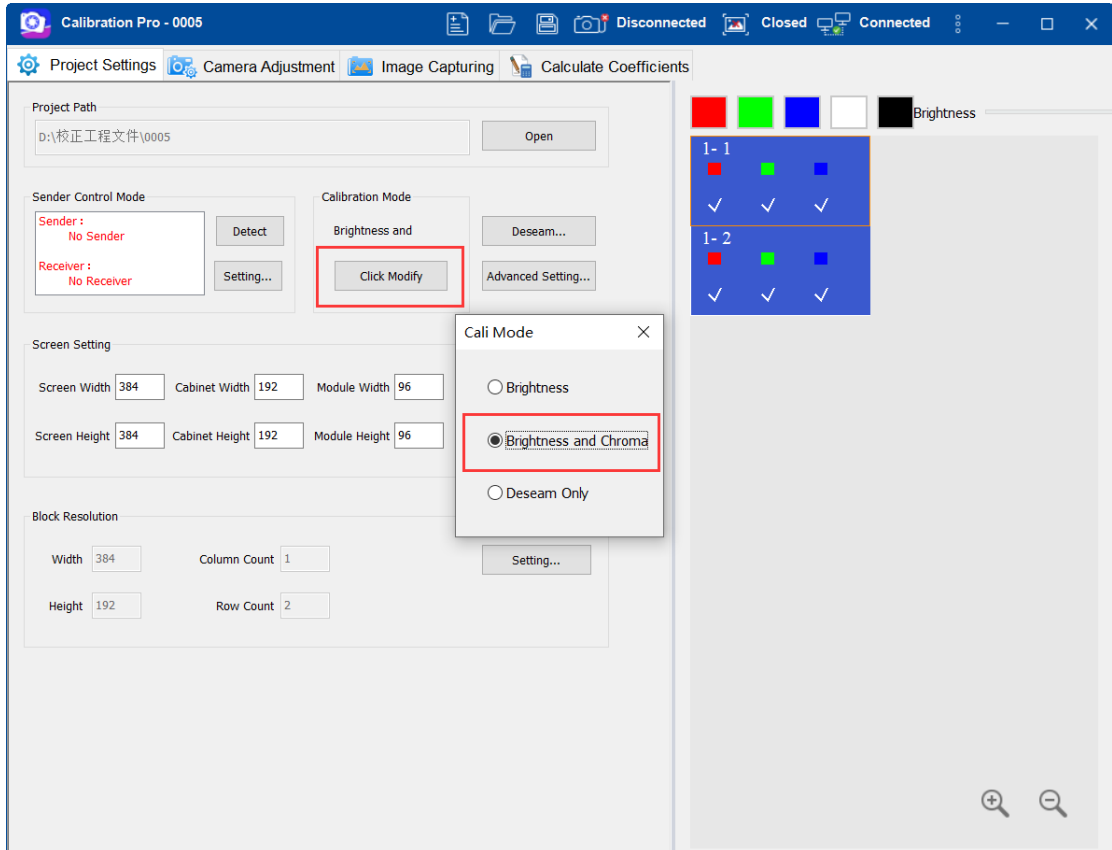 Calibration Pro - 0005
Disconnected
Closed
Connected
Project Settings
Camera Adjustment
Image Capturing
Calculate Coefficients
Project Path
D:\校正工程文件\0005
Open
Sender Control Mode
Sender:
No Sender
Receiver:
No Receiver
Detect
Setting...
Calibration Mode
Brightness and
Click Modify
Deseam...
Advanced Setting...
Screen Setting
Screen Width 384
Cabinet Width 192
Module Width 96
Screen Height 384
Cabinet Height 192
Module Height 96
Cali Mode
Brightness
Brightness and Chroma
Deseam Only
Block Resolution
Width 384
Column Count 1
Setting...
Height 192
Row Count 2
Brightness
1- 1
1- 2